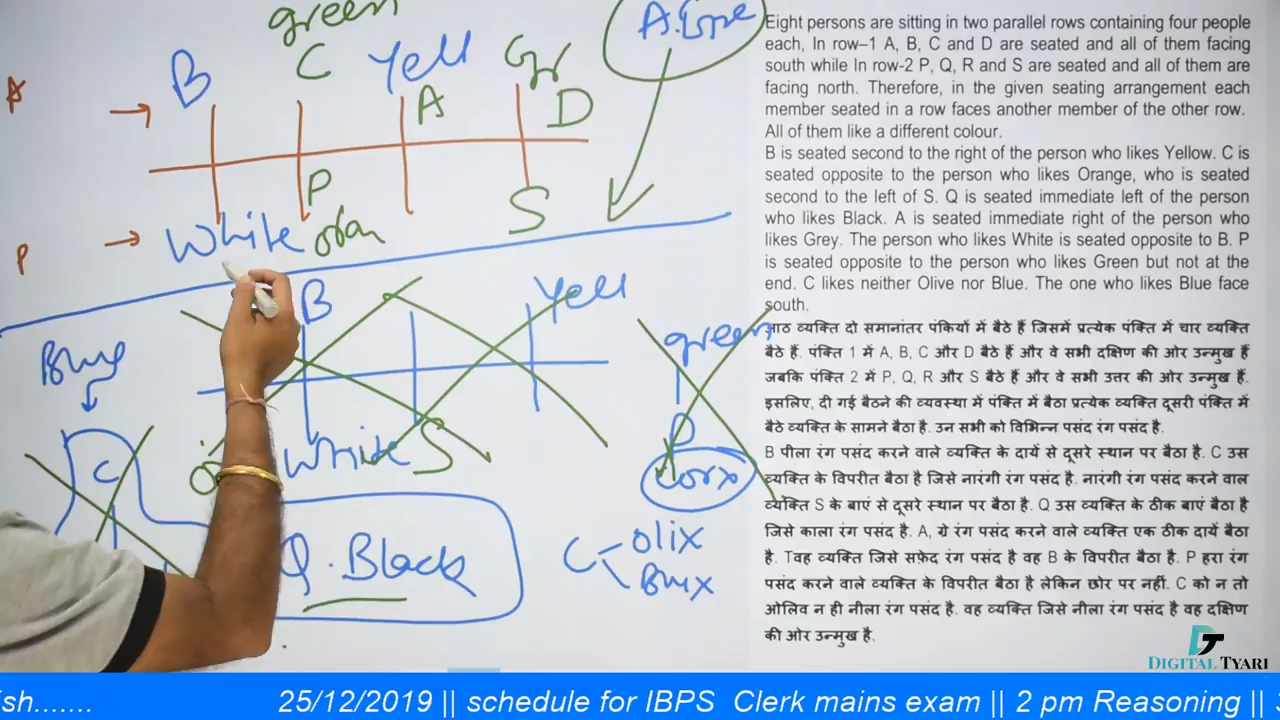 green
A.Grey
B
C
Yell
Gr
A
→
A
D
P
S
P
→
White
oran
B
Yell
green
Blue
White
S
P
C
Corx
Q. Black
C
olix
Blux
Eight persons are sitting in two parallel rows containing four people
each, In row–1 A, B, C and D are seated and all of them facing
south while In row-2 P, Q, R and S are seated and all of them are
facing north. Therefore, in the given seating arrangement each
member seated in a row faces another member of the other row.
All of them like a different colour.
B is seated second to the right of the person who likes Yellow. C is
seated opposite to the person who likes Orange, who is seated
second to the left of S. Q is seated immediate left of the person
who likes Black. A is seated immediate right of the person who
likes Grey. The person who likes White is seated opposite to B. P
is seated opposite to the person who likes Green but not at the
end. C likes neither Olive nor Blue. The one who likes Blue face
south.
आठ व्यक्ति दो समानांतर पंकियों में बैठे हैं जिसमें प्रत्येक पंक्ति में चार व्यक्ति
बैठे हैं. पंक्ति 1 में A, B, C और D बैठे हैं और वे सभी दक्षिण की ओर उन्मुख हैं
जबकि पंक्ति 2 में P, Q, R और S बैठे हैं और वे सभी उत्तर की ओर उन्मुख हैं.
इसलिए, दी गई बैठने की व्यवस्था में पंक्ति में बैठा प्रत्येक व्यक्ति दूसरी पंक्ति में
बैठे व्यक्ति के सामने बैठा है. उन सभी को विभिन्न पसंद रंग पसंद है.
B पीला रंग पसंद करने वाले व्यक्ति के दायें से दूसरे स्थान पर बैठा है. C उस
व्यक्ति के विपरीत बैठा है जिसे नारंगी रंग पसंद है. नारंगी रंग पसंद करने वाल
व्यक्ति S के बाएं से दूसरे स्थान पर बैठा है. Q उस व्यक्ति के ठीक बाएं बैठा है
जिसे काला रंग पसंद है. A, ग्रे रंग पसंद करने वाले व्यक्ति एक ठीक दायें बैठा
है. Tवह व्यक्ति जिसे सफ़ेद रंग पसंद है वह B के विपरीत बैठा है. P हरा रंग
पसंद करने वाले व्यक्ति के विपरीत बैठा है लेकिन छोर पर नहीं. C को न तो
ओलिव न ही नीला रंग पसंद है. वह व्यक्ति जिसे नीला रंग पसंद है वह दक्षिण
की ओर उन्मुख है.
DT
DIGITAL TYARI
ish....... 25/12/2019 || schedule for IBPS Clerk mains exam || 2 pm Reasoning ||